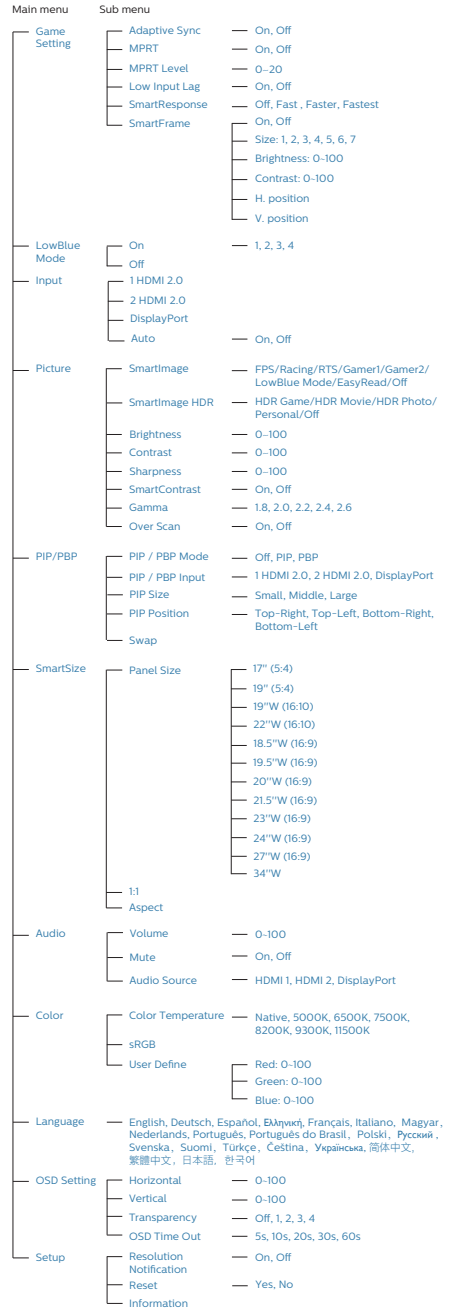 Main menu Sub menu
Game Setting Adaptive Sync On, Off
MPRT On, Off
MPRT Level 0~20
Low Input Lag On, Off
SmartResponse Off, Fast , Faster, Fastest
SmartFrame On, Off
Size: 1, 2, 3, 4, 5, 6, 7
Brightness: 0~100
Contrast: 0~100
H. position
V. position
LowBlue Mode On 1, 2, 3, 4
Off
Input 1 HDMI 2.0
2 HDMI 2.0
DisplayPort
Auto On, Off
Picture SmartImage FPS/Racing/RTS/Gamer1/Gamer2/
LowBlue Mode/EasyRead/Off
SmartImage HDR HDR Game/HDR Movie/HDR Photo/
Personal/Off
Brightness 0~100
Contrast 0~100
Sharpness 0~100
SmartContrast On, Off
Gamma 1.8, 2.0, 2.2, 2.4, 2.6
Over Scan On, Off
PIP/PBP PIP / PBP Mode Off, PIP, PBP
PIP / PBP Input 1 HDMI 2.0, 2 HDMI 2.0, DisplayPort
PIP Size Small, Middle, Large
PIP Position Top-Right, Top-Left, Bottom-Right,
Bottom-Left
Swap
SmartSize Panel Size 17" (5:4)
19" (5:4)
19"W (16:10)
22"W (16:10)
18.5"W (16:9)
19.5"W (16:9)
20"W (16:9)
21.5"W (16:9)
23"W (16:9)
24"W (16:9)
27"W (16:9)
34"W
1:1
Aspect
Audio Volume 0~100
Mute On, Off
Audio Source HDMI 1, HDMI 2, DisplayPort
Color Color Temperature Native, 5000K, 6500K, 7500K,
8200K, 9300K, 11500K
sRGB
User Define Red: 0~100
Green: 0~100
Blue: 0~100
Language English, Deutsch, Español, Ελληνική, Français, Italiano, Magyar,
Nederlands, Português, Português do Brasil, Polski, Русский ,
Svenska, Suomi, Türkçe, Čeština, Українська, 简体中文,
繁體中文, 日本語, 한국어
OSD Setting Horizontal 0~100
Vertical 0~100
Transparency Off, 1, 2, 3, 4
OSD Time Out 5s, 10s, 20s, 30s, 60s
Setup Resolution Notification On, Off
Reset Yes, No
Information